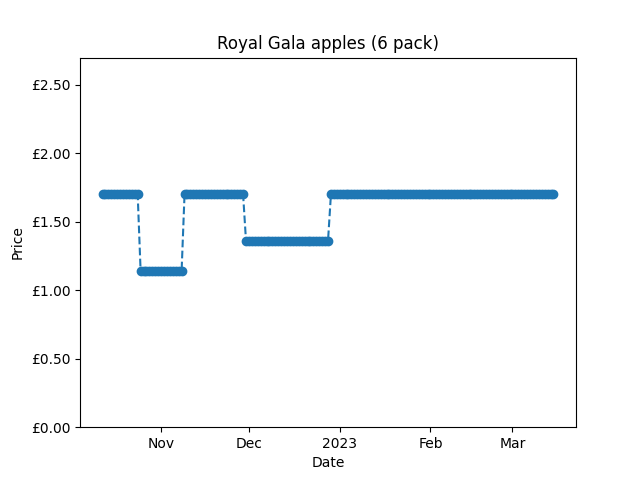 Royal Gala apples (6 pack)
£2.50
£2.00
£1.50
£1.00
£0.50
£0.00
Price
Nov Dec 2023 Feb Mar
Date